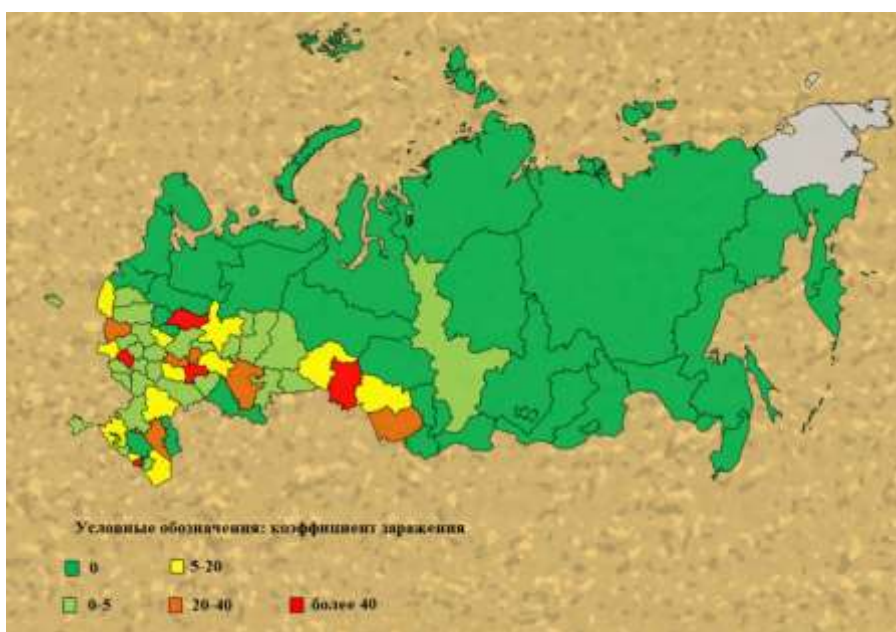 Условные обозначения: коэффициент заражения
0 5-20
0-5 20-40 более 40